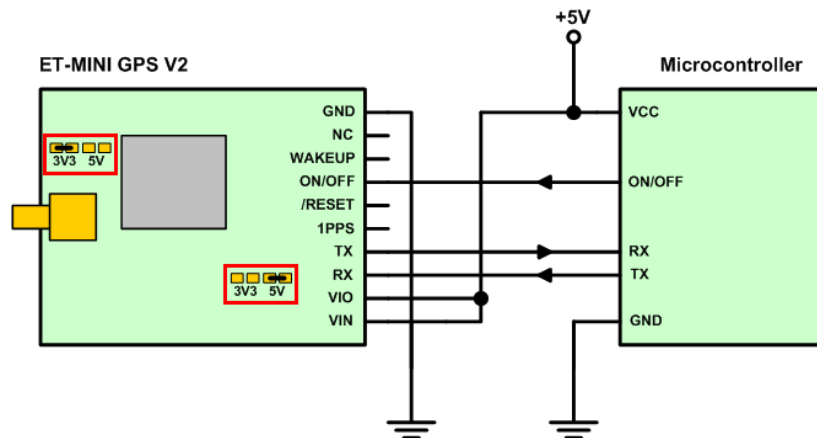 +5V
ET-MINI GPS V2
Microcontroller
GND
NC
WAKEUP
ON/OFF
/RESET
1PPS
TX
RX
VIO
VIN
3V3 5V
3V3 5V
VCC
ON/OFF
RX
TX
GND